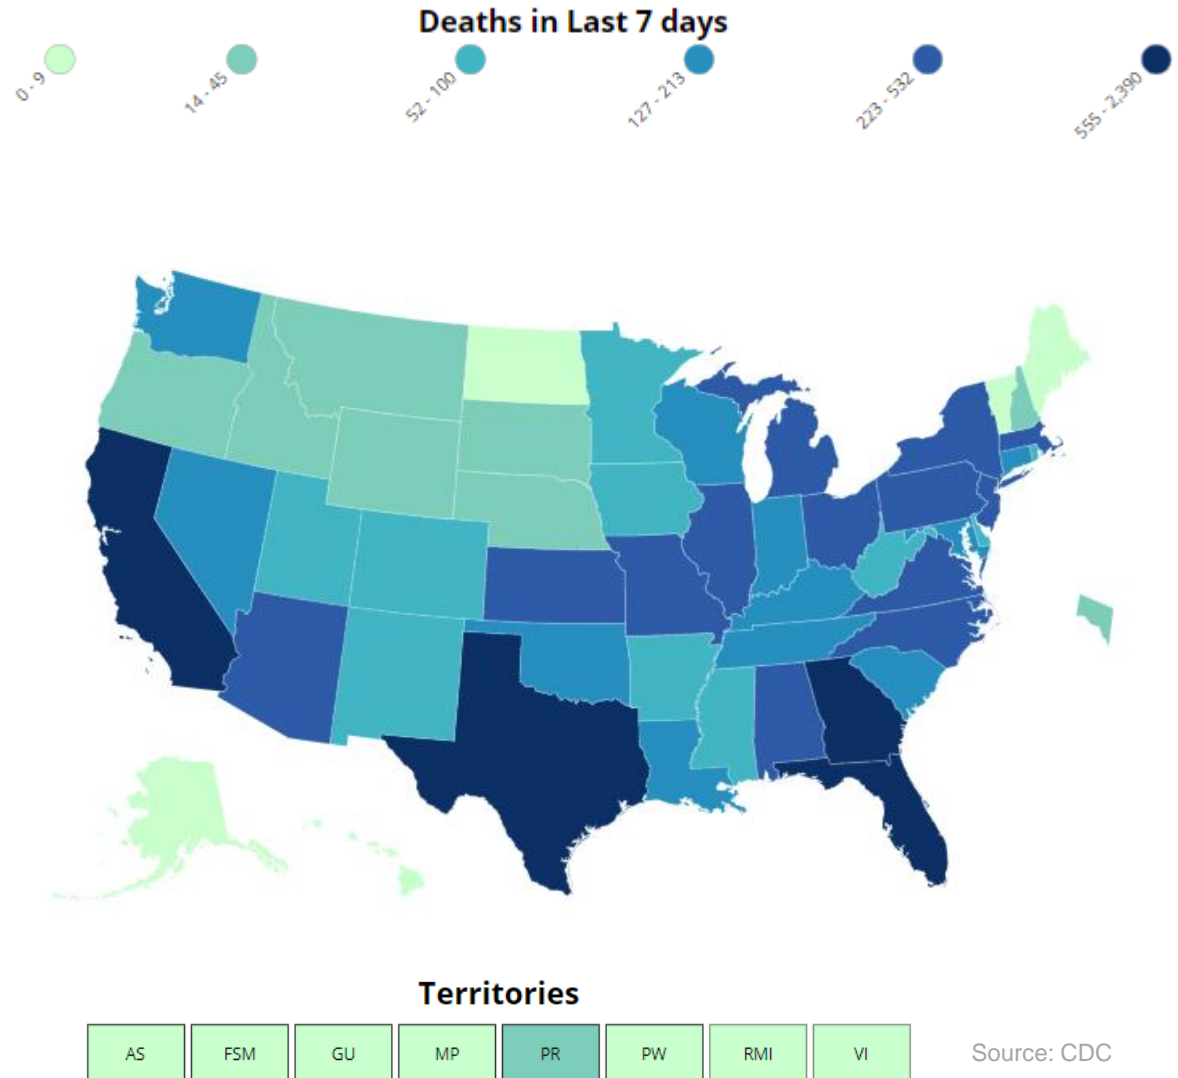 Deaths in Last 7 days
0 - 9
14 - 45
52 - 100
127 - 213
223 - 532
555 - 2,390
Territories
AS FSM GU MP PR PW RMI VI
Source: CDC